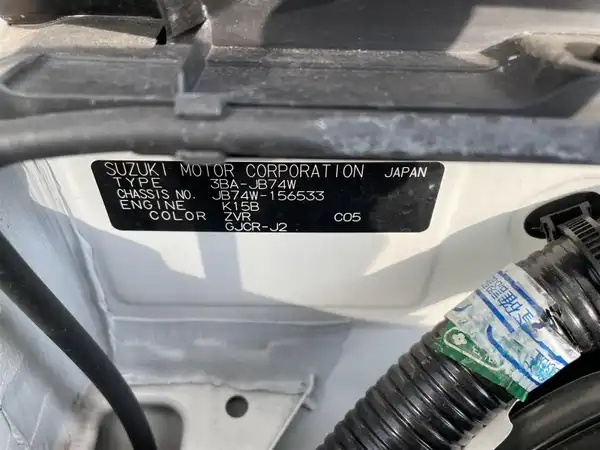 SUZUKI MOTOR CORPORATION JAPAN
TYPE 3BA-JB74W
CHASSIS NO. JB74W-156533
ENGINE K15B
COLOR ZVR C05
GJCR-J2